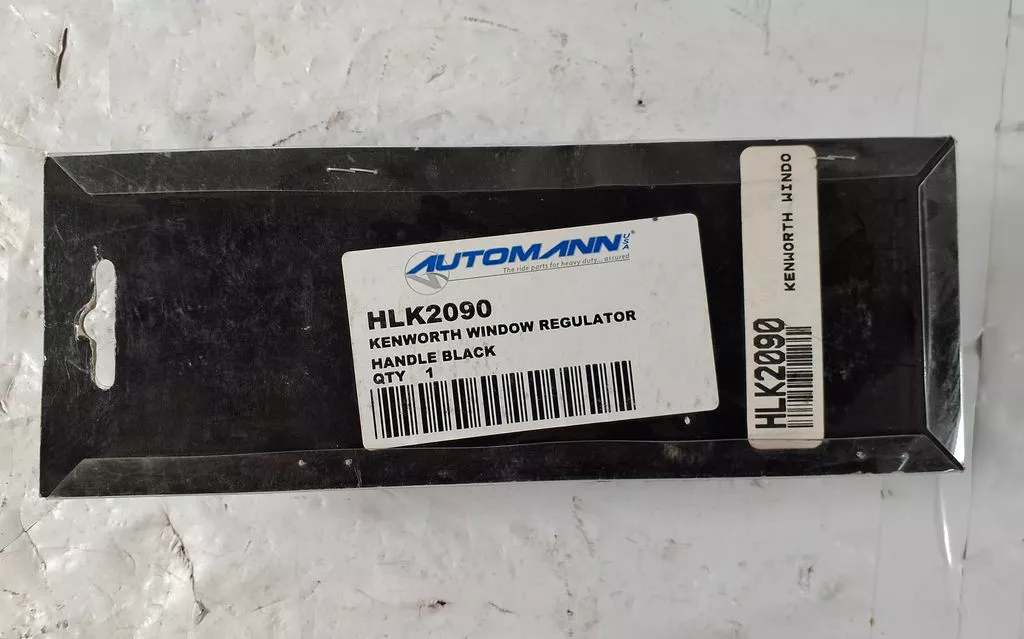 AUTOMANN USA®
The ride parts for heavy duty... assured
HLK2090
KENWORTH WINDOW REGULATOR
HANDLE BLACK
QTY 1
HLK2090
KENWORTH WINDO